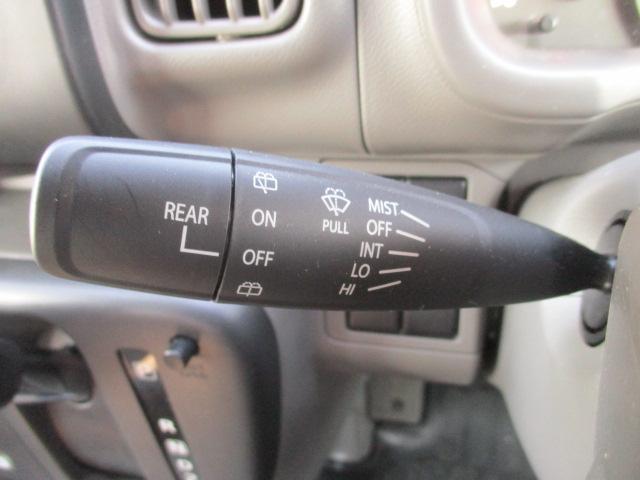 REAR
ON
OFF
PULL
MIST
OFF
INT
LO
HI